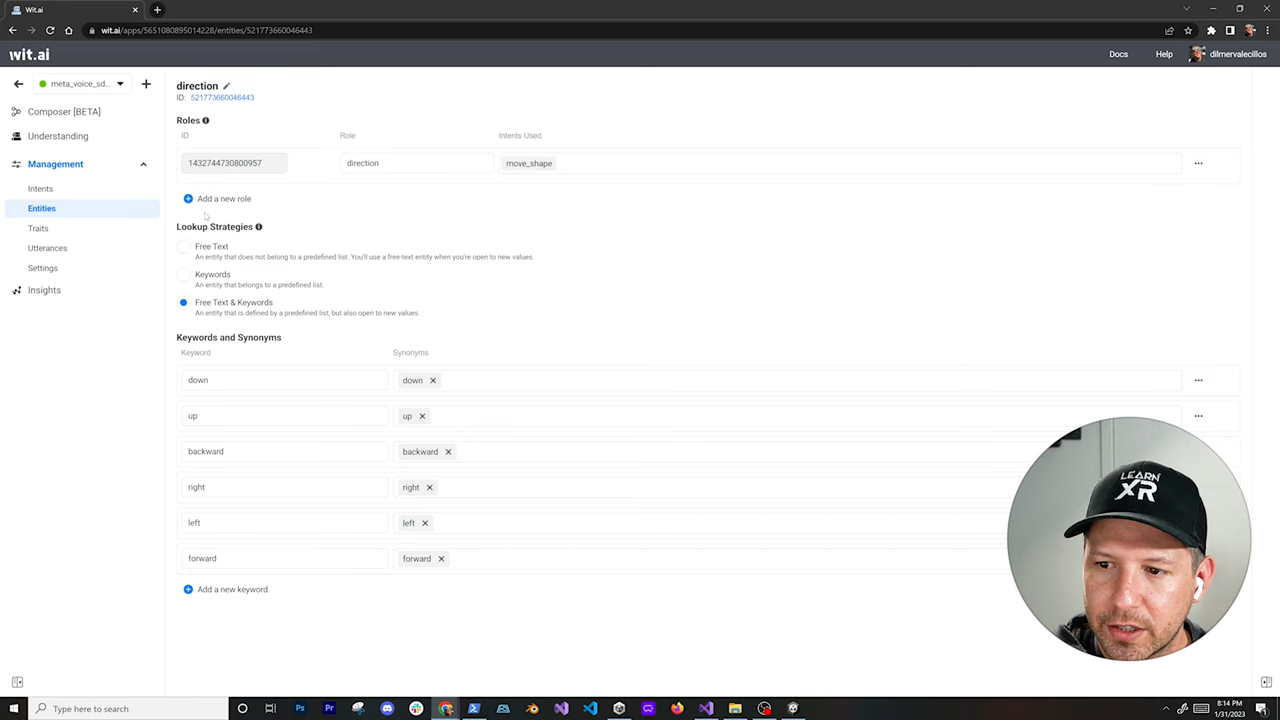 Wit.ai
wit.ai/apps/5651080895014228/entities/521773660046443
wit.ai
Docs
Help
dilmervalecillos
meta_voice_sd...
Composer [BETA]
Understanding
Management
Intents
Entities
Traits
Utterances
Settings
Insights
direction
ID: 521773660046443
Roles
ID Role Intents Used
1432744730800957 direction move_shape
Add a new role
Lookup Strategies
Free Text
An entity that does not belong to a predefined list. You'll use a free-text entity when you're open to new values.
Keywords
An entity that belongs to a predefined list.
Free Text & Keywords
An entity that is defined by a predefined list, but also open to new values.
Keywords and Synonyms
Keyword Synonyms
down down
up up
backward backward
right right
left left
forward forward
Add a new keyword
LEARN
XR
Type here to search
8:14 PM
1/31/2023